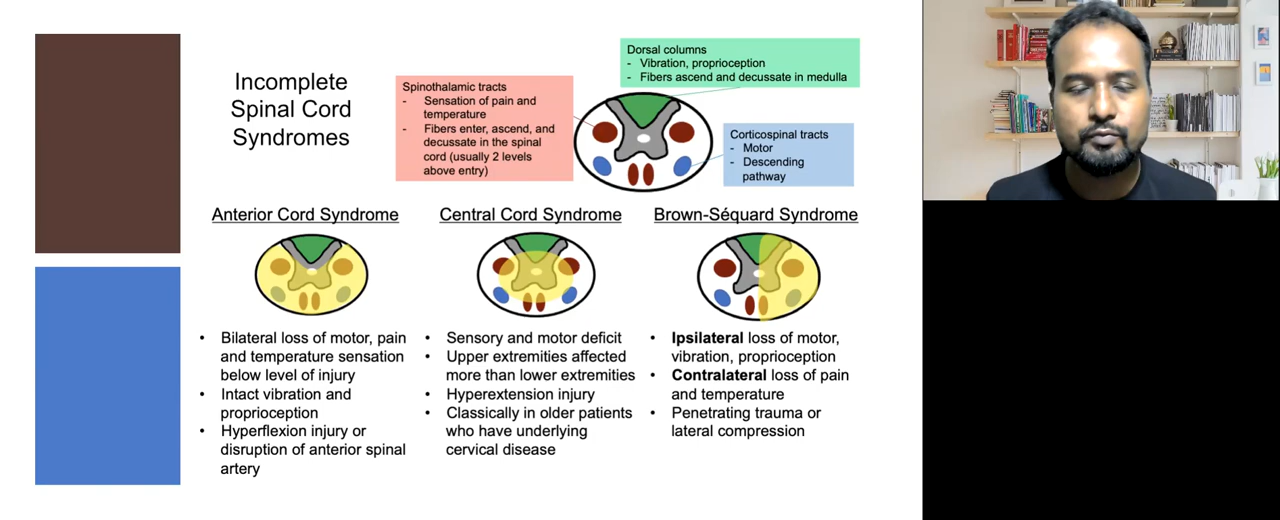 Incomplete
Spinal Cord
Syndromes
Spinothalamic tracts
- Sensation of pain and
temperature
- Fibers enter, ascend, and
decussate in the spinal
cord (usually 2 levels
above entry)
Dorsal columns
- Vibration, proprioception
- Fibers ascend and decussate in medulla
Corticospinal tracts
- Motor
- Descending
pathway
Anterior Cord Syndrome
• Bilateral loss of motor, pain
and temperature sensation
below level of injury
• Intact vibration and
proprioception
• Hyperflexion injury or
disruption of anterior spinal
artery
Central Cord Syndrome
• Sensory and motor deficit
• Upper extremities affected
more than lower extremities
• Hyperextension injury
• Classically in older patients
who have underlying
cervical disease
Brown-Séquard Syndrome
• Ipsilateral loss of motor,
vibration, proprioception
• Contralateral loss of pain
and temperature
• Penetrating trauma or
lateral compression